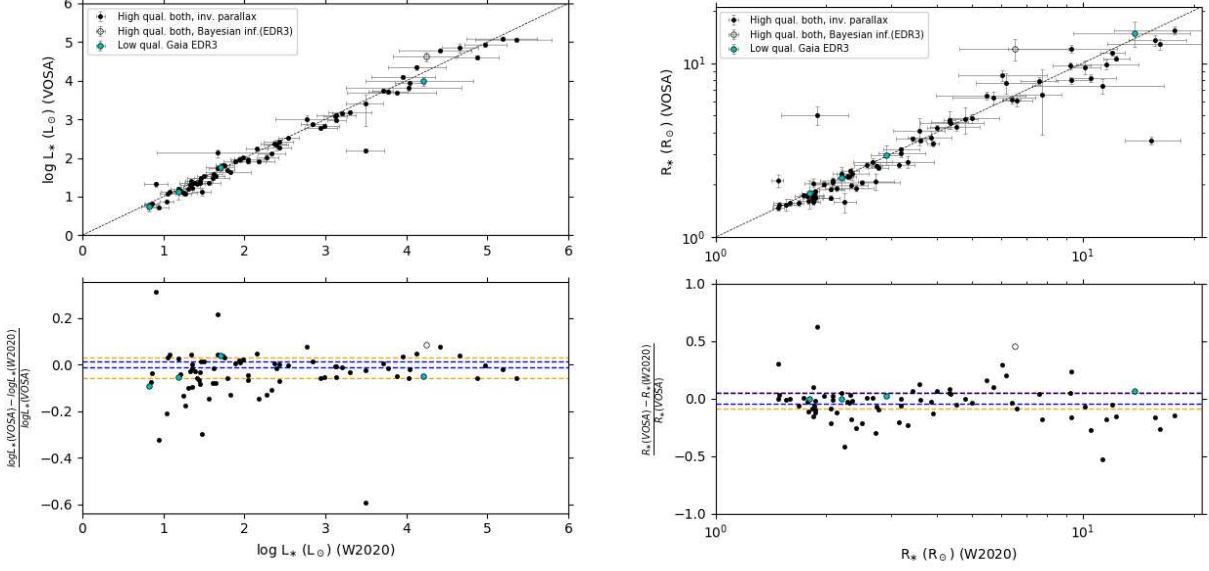 High qual. both, inv. parallax
High qual. both, Bayesian inf.(EDR3)
Low qual. Gaia EDR3
log L∗ (L⊙) (VOSA)
6
5
4
3
2
1
0
0 1 2 3 4 5 6
High qual. both, inv. parallax
High qual. both, Bayesian inf.(EDR3)
Low qual. Gaia EDR3
R∗ (R⊙) (VOSA)
10¹
10⁰
10⁰ 10¹
logL∗(VOSA) − logL∗(W2020)
logL∗(VOSA)
0.2
0.0
−0.2
−0.4
−0.6
0 1 2 3 4 5 6
log L∗ (L⊙) (W2020)
R∗(VOSA) − R∗(W2020)
R∗(VOSA)
1.0
0.5
0.0
−0.5
−1.0
10⁰ 10¹
R∗ (R⊙) (W2020)